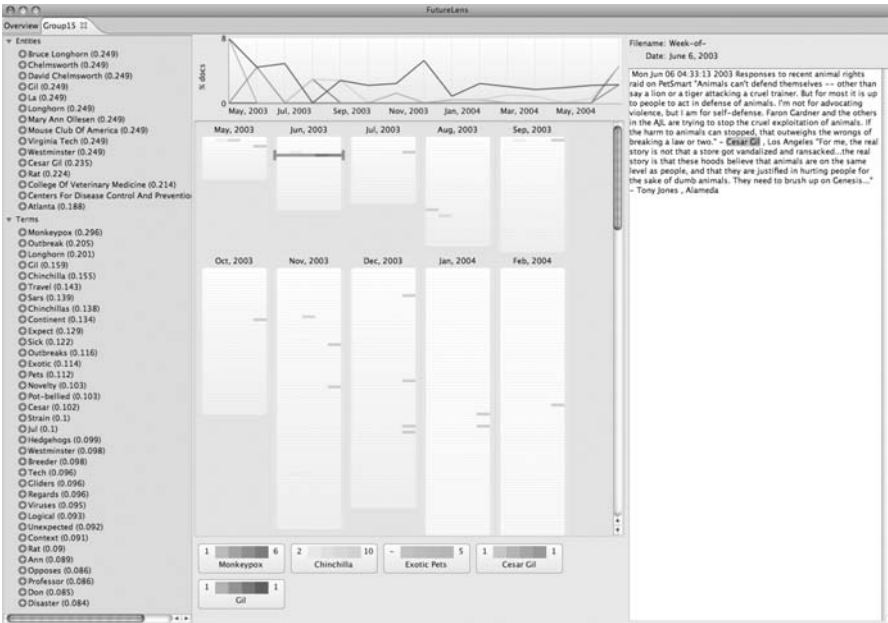 FutureLens
Overview Group15
Entities
Bruce Longhorn (0.249)
Chelmsworth (0.249)
David Chelmsworth (0.249)
Gil (0.249)
La (0.249)
Longhorn (0.249)
Mary Ann Ollesen (0.249)
Mouse Club Of America (0.249)
Virginia Tech (0.249)
Westminster (0.249)
Cesar Gil (0.235)
Rat (0.224)
College Of Veterinary Medicine (0.214)
Centers For Disease Control And Preventio
Atlanta (0.188)
Terms
Monkeypox (0.296)
Outbreak (0.205)
Longhorn (0.201)
Gil (0.159)
Chinchilla (0.155)
Travel (0.143)
Sars (0.139)
Chinchillas (0.138)
Continent (0.134)
Expect (0.129)
Sick (0.122)
Outbreaks (0.116)
Exotic (0.114)
Pets (0.112)
Novelty (0.103)
Pot-bellied (0.103)
Cesar (0.102)
Strain (0.1)
Jul (0.1)
Hedgehogs (0.099)
Westminster (0.098)
Breeder (0.098)
Tech (0.096)
Gliders (0.096)
Regards (0.096)
Viruses (0.095)
Logical (0.093)
Unexpected (0.092)
Context (0.091)
Rat (0.09)
Ann (0.089)
Opposes (0.086)
Professor (0.086)
Don (0.085)
Disaster (0.084)
8
% docs
0
May, 2003 Jul, 2003 Sep, 2003 Nov, 2003 Jan, 2004 Mar, 2004 May, 2004
May, 2003 Jun, 2003 Jul, 2003 Aug, 2003 Sep, 2003
Oct, 2003 Nov, 2003 Dec, 2003 Jan, 2004 Feb, 2004
1 6
Monkeypox
2 10
Chinchilla
- 5
Exotic Pets
1 1
Cesar Gil
1 1
Gil
Filename: Week-of-
Date: June 6, 2003
Mon Jun 06 04:33:13 2003 Responses to recent animal rights
raid on PetSmart "Animals can't defend themselves -- other than
say a lion or a tiger attacking a cruel trainer. But for most it is up
to people to act in defense of animals. I'm not for advocating
violence, but I am for self-defense. Faron Gardner and the others
in the AJL are trying to stop the cruel exploitation of animals. If
the harm to animals can stopped, that outweighs the wrongs of
breaking a law or two." – Cesar Gil , Los Angeles "For me, the real
story is not that a store got vandalized and ransacked...the real
story is that these hoods believe that animals are on the same
level as people, and that they are justified in hurting people for
the sake of dumb animals. They need to brush up on Genesis..."
– Tony Jones , Alameda